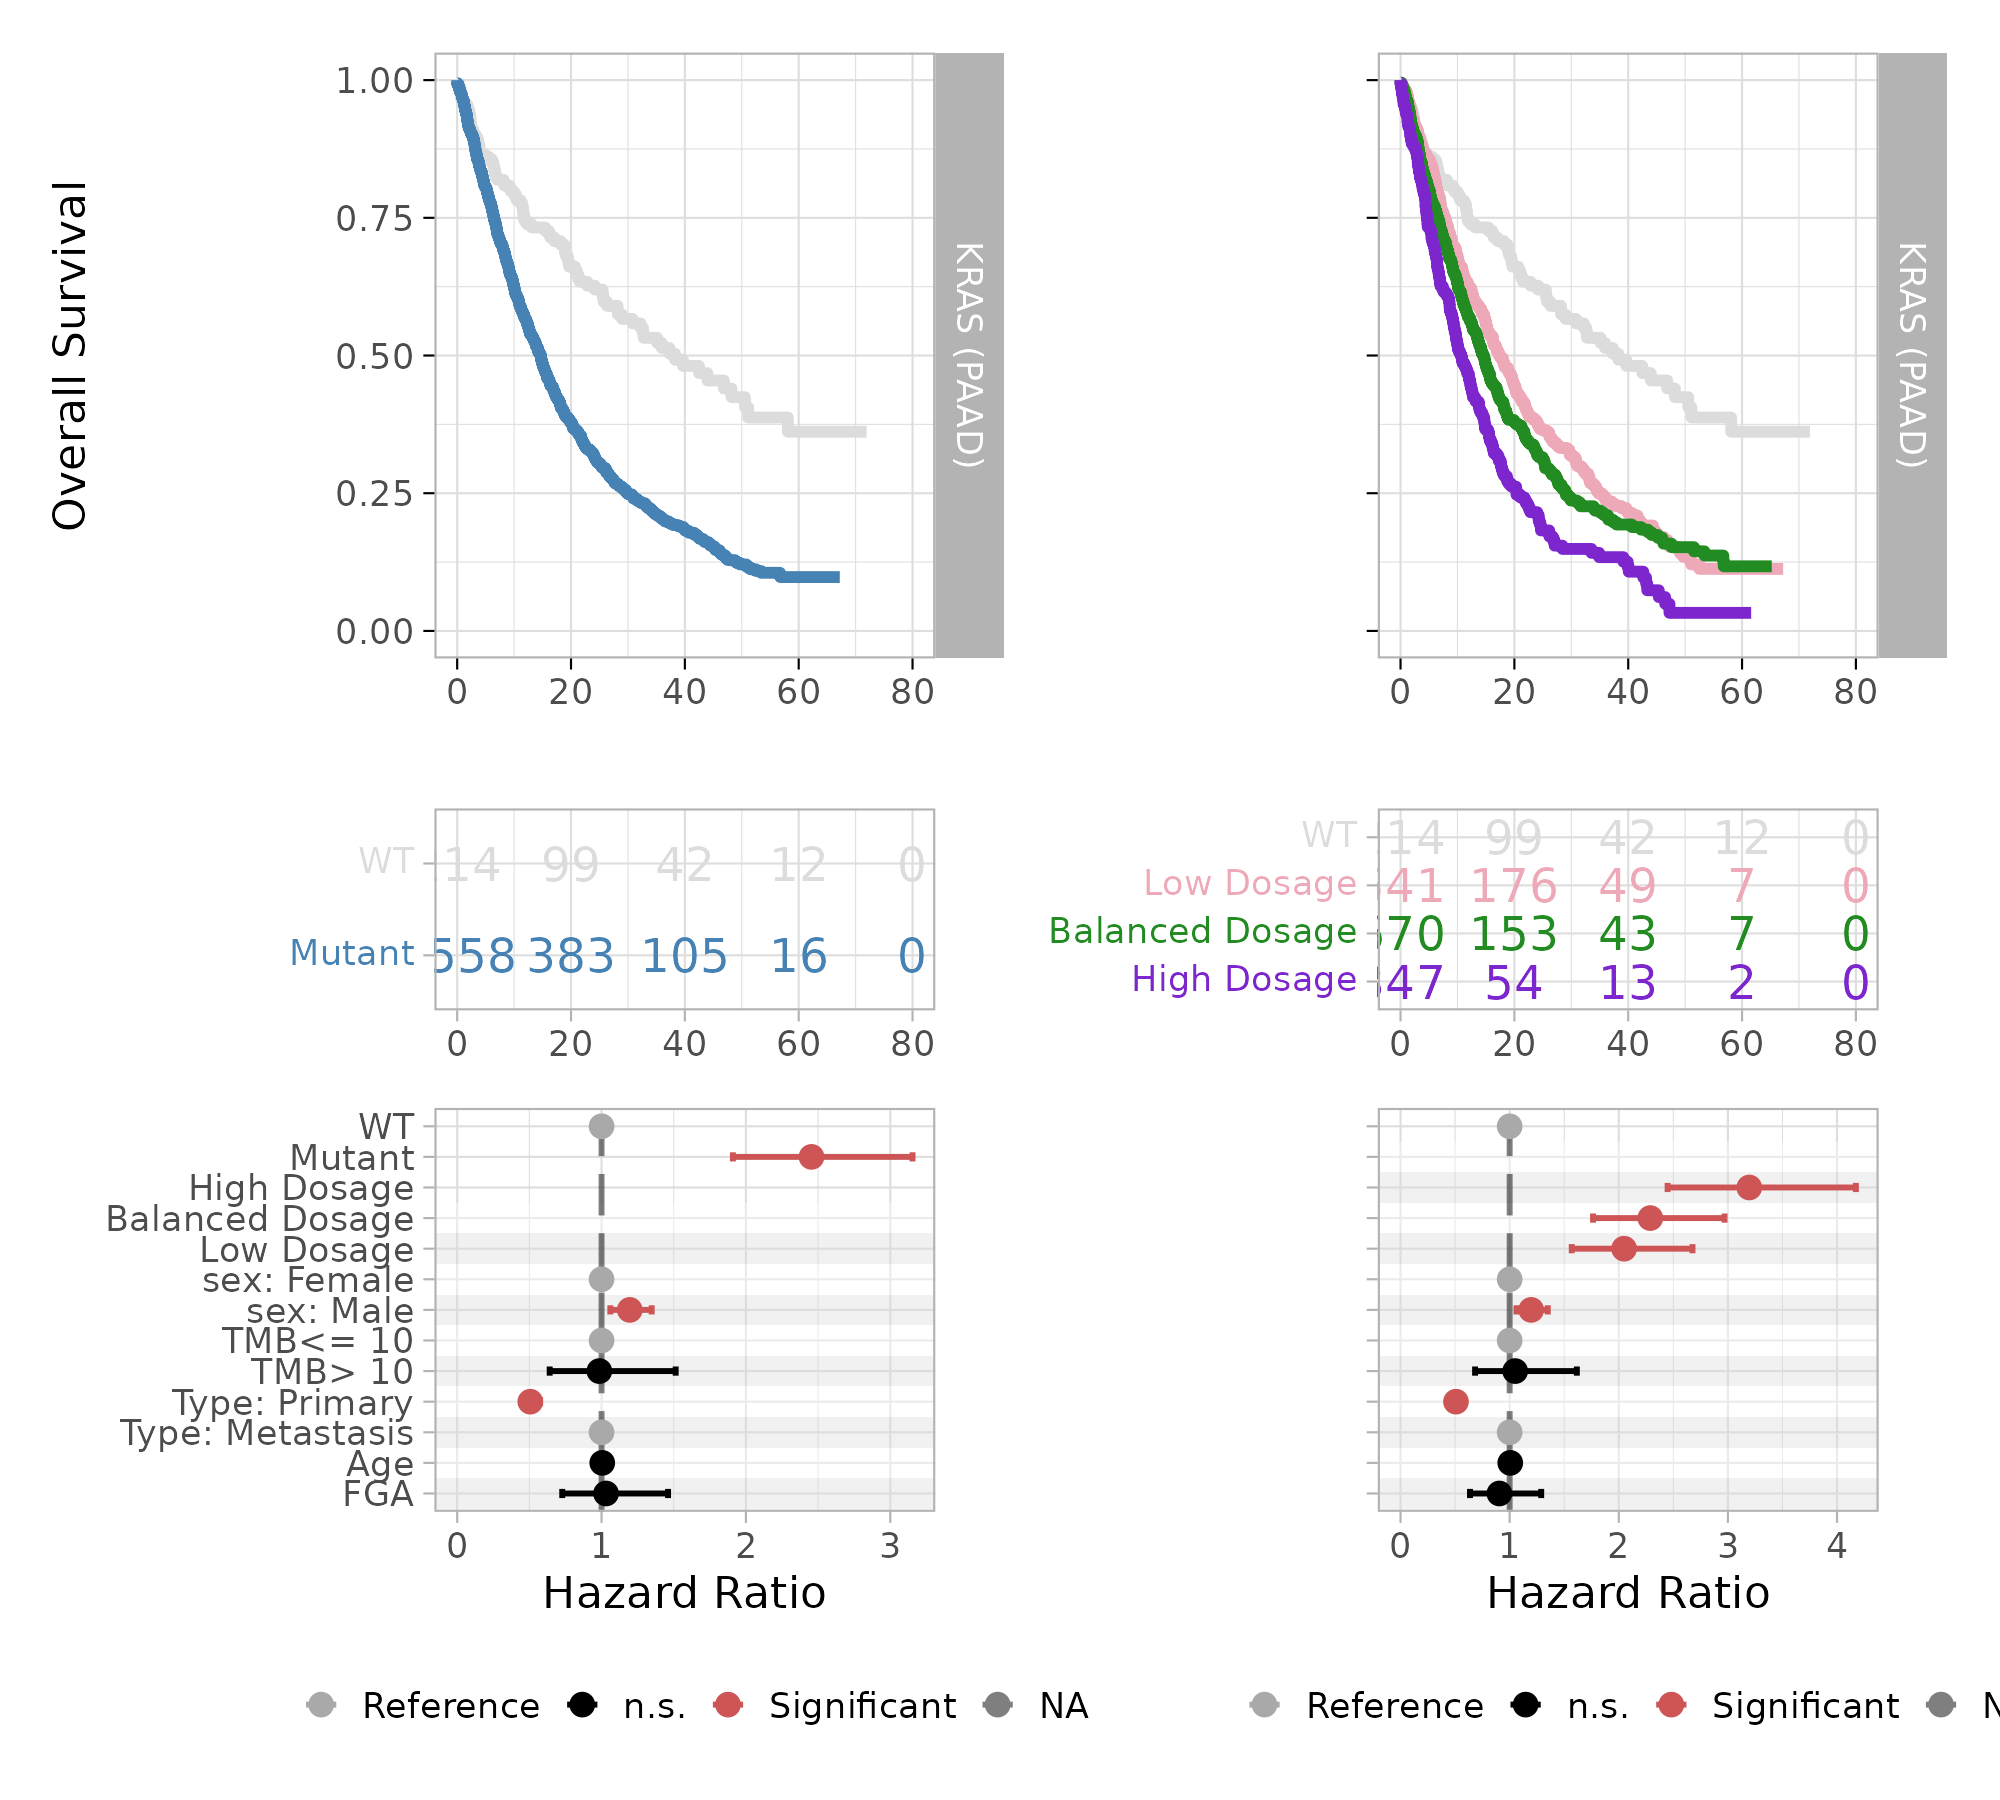 Overall Survival
1.00
0.75
0.50
0.25
0.00
KRAS (PAAD)
0 20 40 60 80
KRAS (PAAD)
0 20 40 60 80
WT 14 99 42 12 0
Mutant 558 383 105 16 0
0 20 40 60 80
WT 14 99 42 12 0
Low Dosage 41 176 49 7 0
Balanced Dosage 70 153 43 7 0
High Dosage 47 54 13 2 0
0 20 40 60 80
WT
Mutant
High Dosage
Balanced Dosage
Low Dosage
sex: Female
sex: Male
TMB<= 10
TMB> 10
Type: Primary
Type: Metastasis
Age
FGA
0 1 2 3
Hazard Ratio
0 1 2 3 4
Hazard Ratio
Reference n.s. Significant NA
Reference n.s. Significant